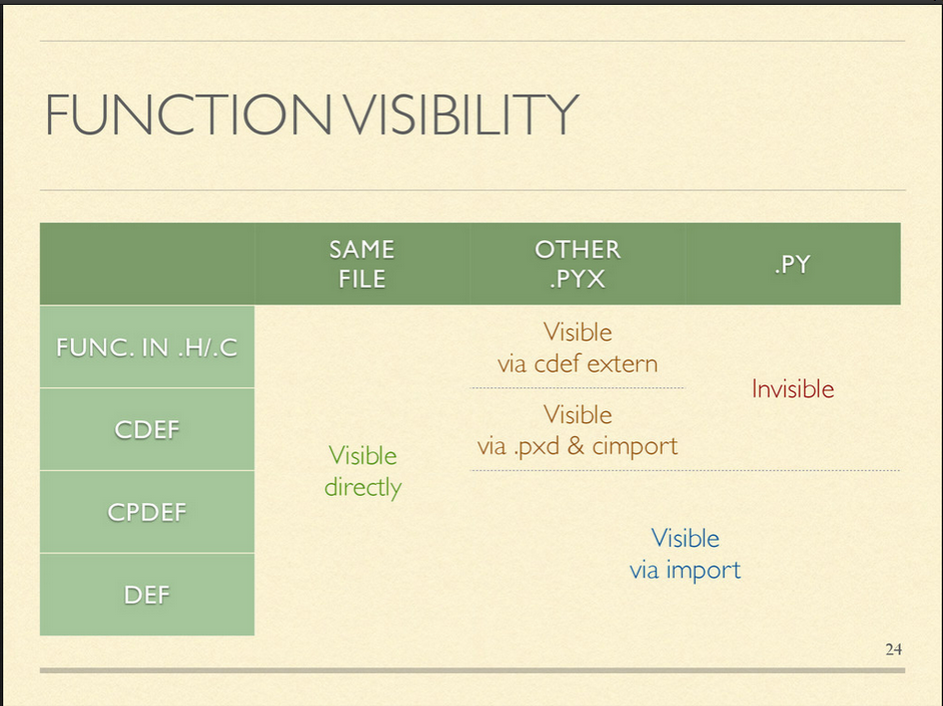 FUNCTION VISIBILITY
SAME
FILE
OTHER
.PYX
.PY
FUNC. IN .H/.C
Visible
via cdef extern
Invisible
CDEF
Visible
via .pxd & cimport
Visible
directly
CPDEF
Visible
via import
DEF
24